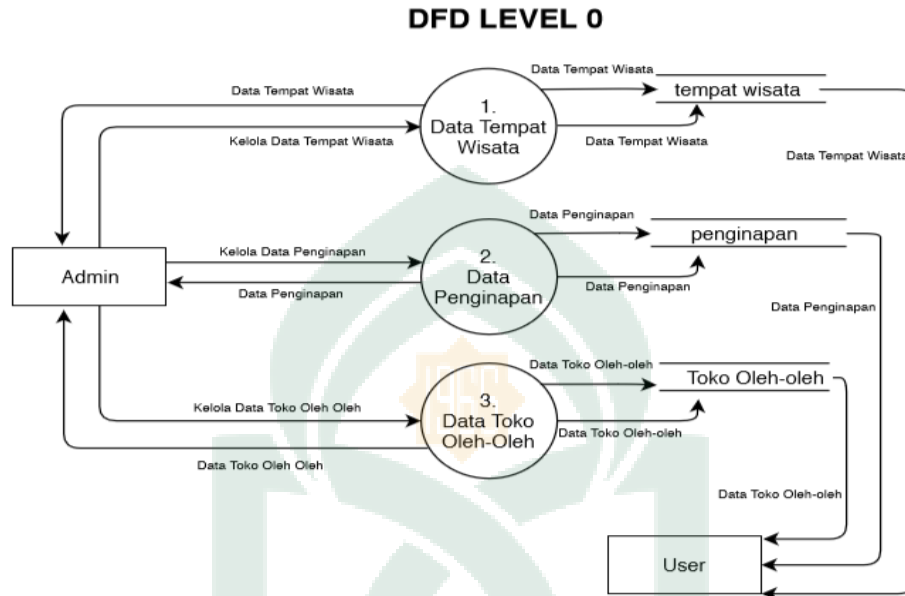 DFD LEVEL 0
Data Tempat Wisata
Kelola Data Tempat Wisata
1.
Data Tempat
Wisata
Data Tempat Wisata
Data Tempat Wisata
tempat wisata
Data Tempat Wisata
Admin
Kelola Data Penginapan
Data Penginapan
2.
Data
Penginapan
Data Penginapan
Data Penginapan
penginapan
Data Penginapan
Kelola Data Toko Oleh Oleh
Data Toko Oleh Oleh
3.
Data Toko
Oleh-Oleh
Data Toko Oleh-oleh
Data Toko Oleh-oleh
Toko Oleh-oleh
Data Toko Oleh-oleh
User